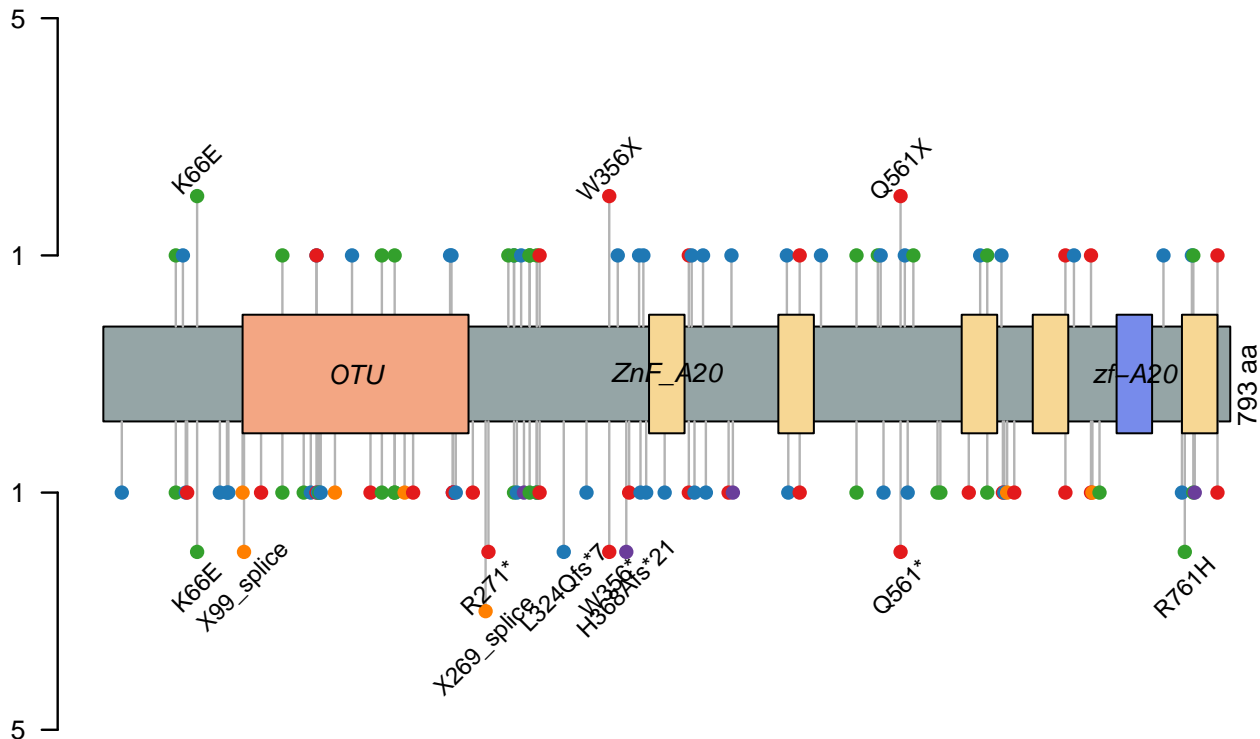 5
K66E
W356X
Q561X
1
OTU
ZnF_A20
zf−A20
793 aa
1
K66E
X99_splice
R271*
X269_splice
L324Qfs*7
W356*
H368Afs*21
Q561*
R761H
5